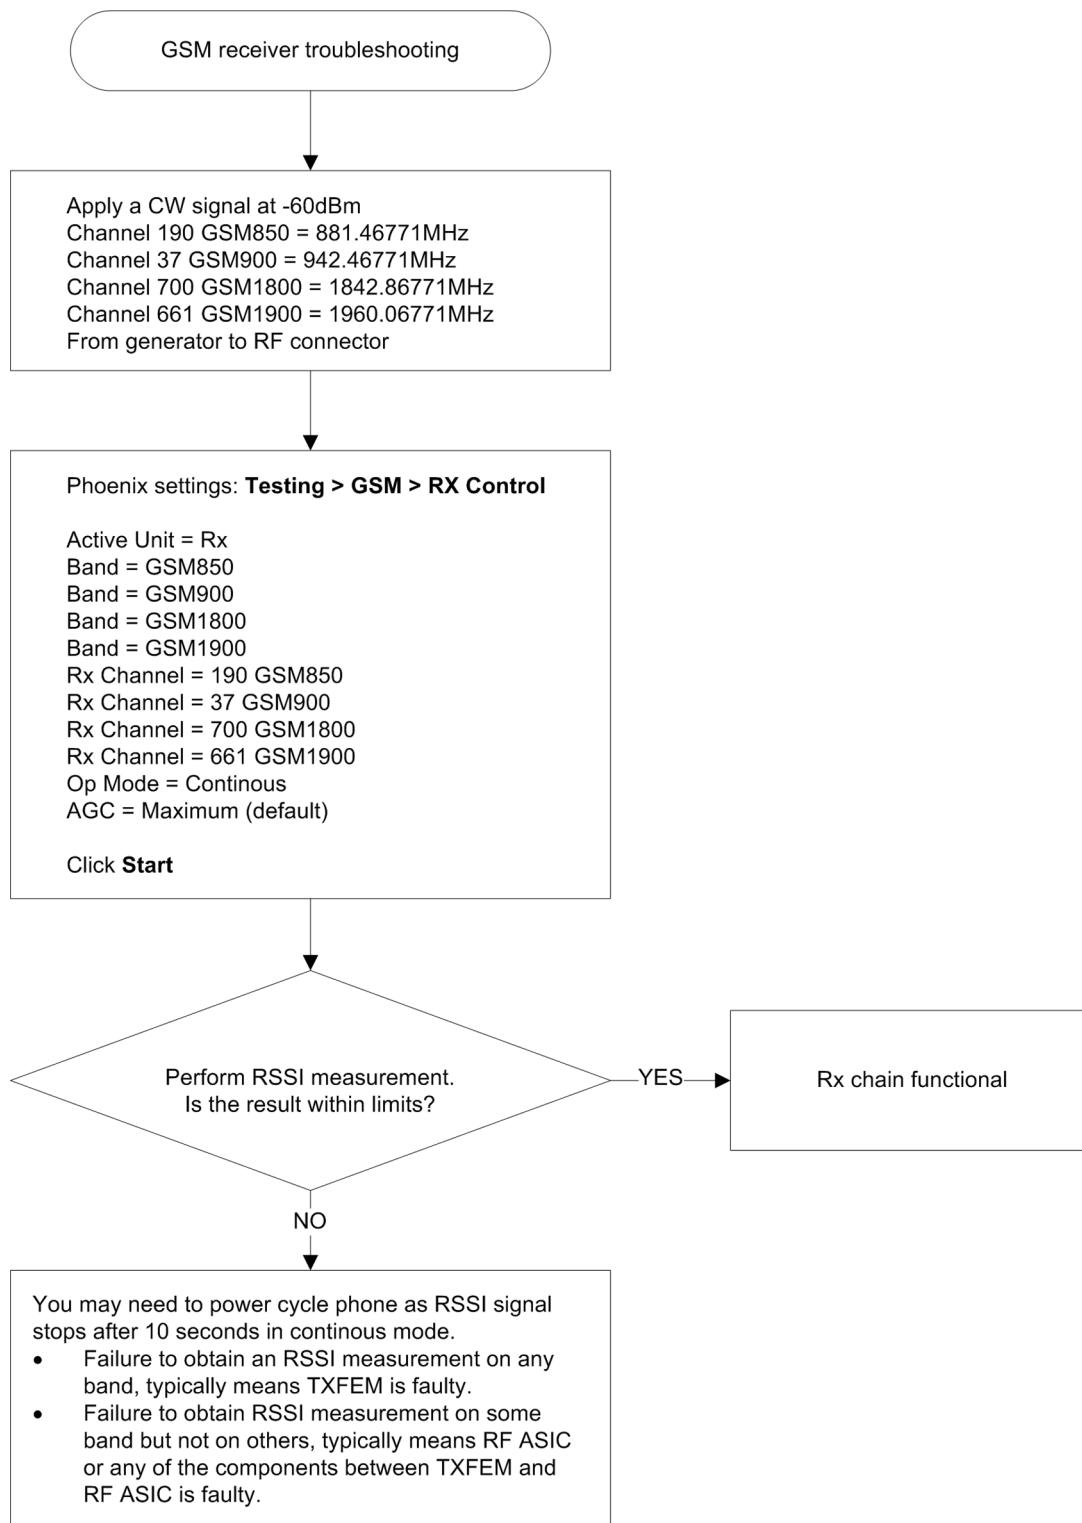 GSM receiver troubleshooting
Apply a CW signal at -60dBm
Channel 190 GSM850 = 881.46771MHz
Channel 37 GSM900 = 942.46771MHz
Channel 700 GSM1800 = 1842.86771MHz
Channel 661 GSM1900 = 1960.06771MHz
From generator to RF connector
Phoenix settings: Testing > GSM > RX Control
Active Unit = Rx
Band = GSM850
Band = GSM900
Band = GSM1800
Band = GSM1900
Rx Channel = 190 GSM850
Rx Channel = 37 GSM900
Rx Channel = 700 GSM1800
Rx Channel = 661 GSM1900
Op Mode = Continous
AGC = Maximum (default)
Click Start
Perform RSSI measurement.
Is the result within limits?
YES
Rx chain functional
NO
You may need to power cycle phone as RSSI signal
stops after 10 seconds in continous mode.
• Failure to obtain an RSSI measurement on any
band, typically means TXFEM is faulty.
• Failure to obtain RSSI measurement on some
band but not on others, typically means RF ASIC
or any of the components between TXFEM and
RF ASIC is faulty.